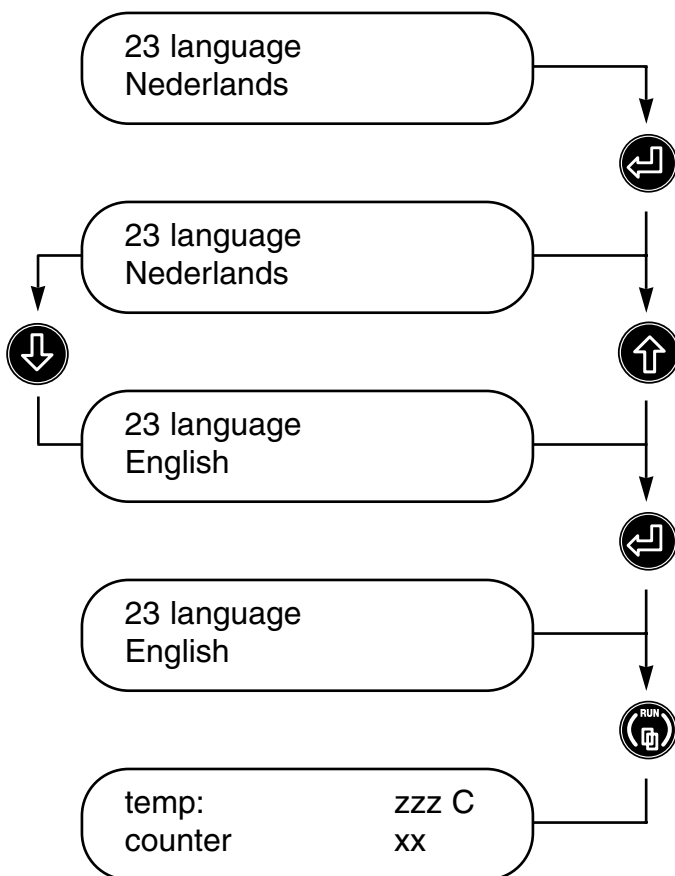 23 language
Nederlands
23 language
Nederlands
23 language
English
23 language
English
RUN
temp: zzz C
counter xx